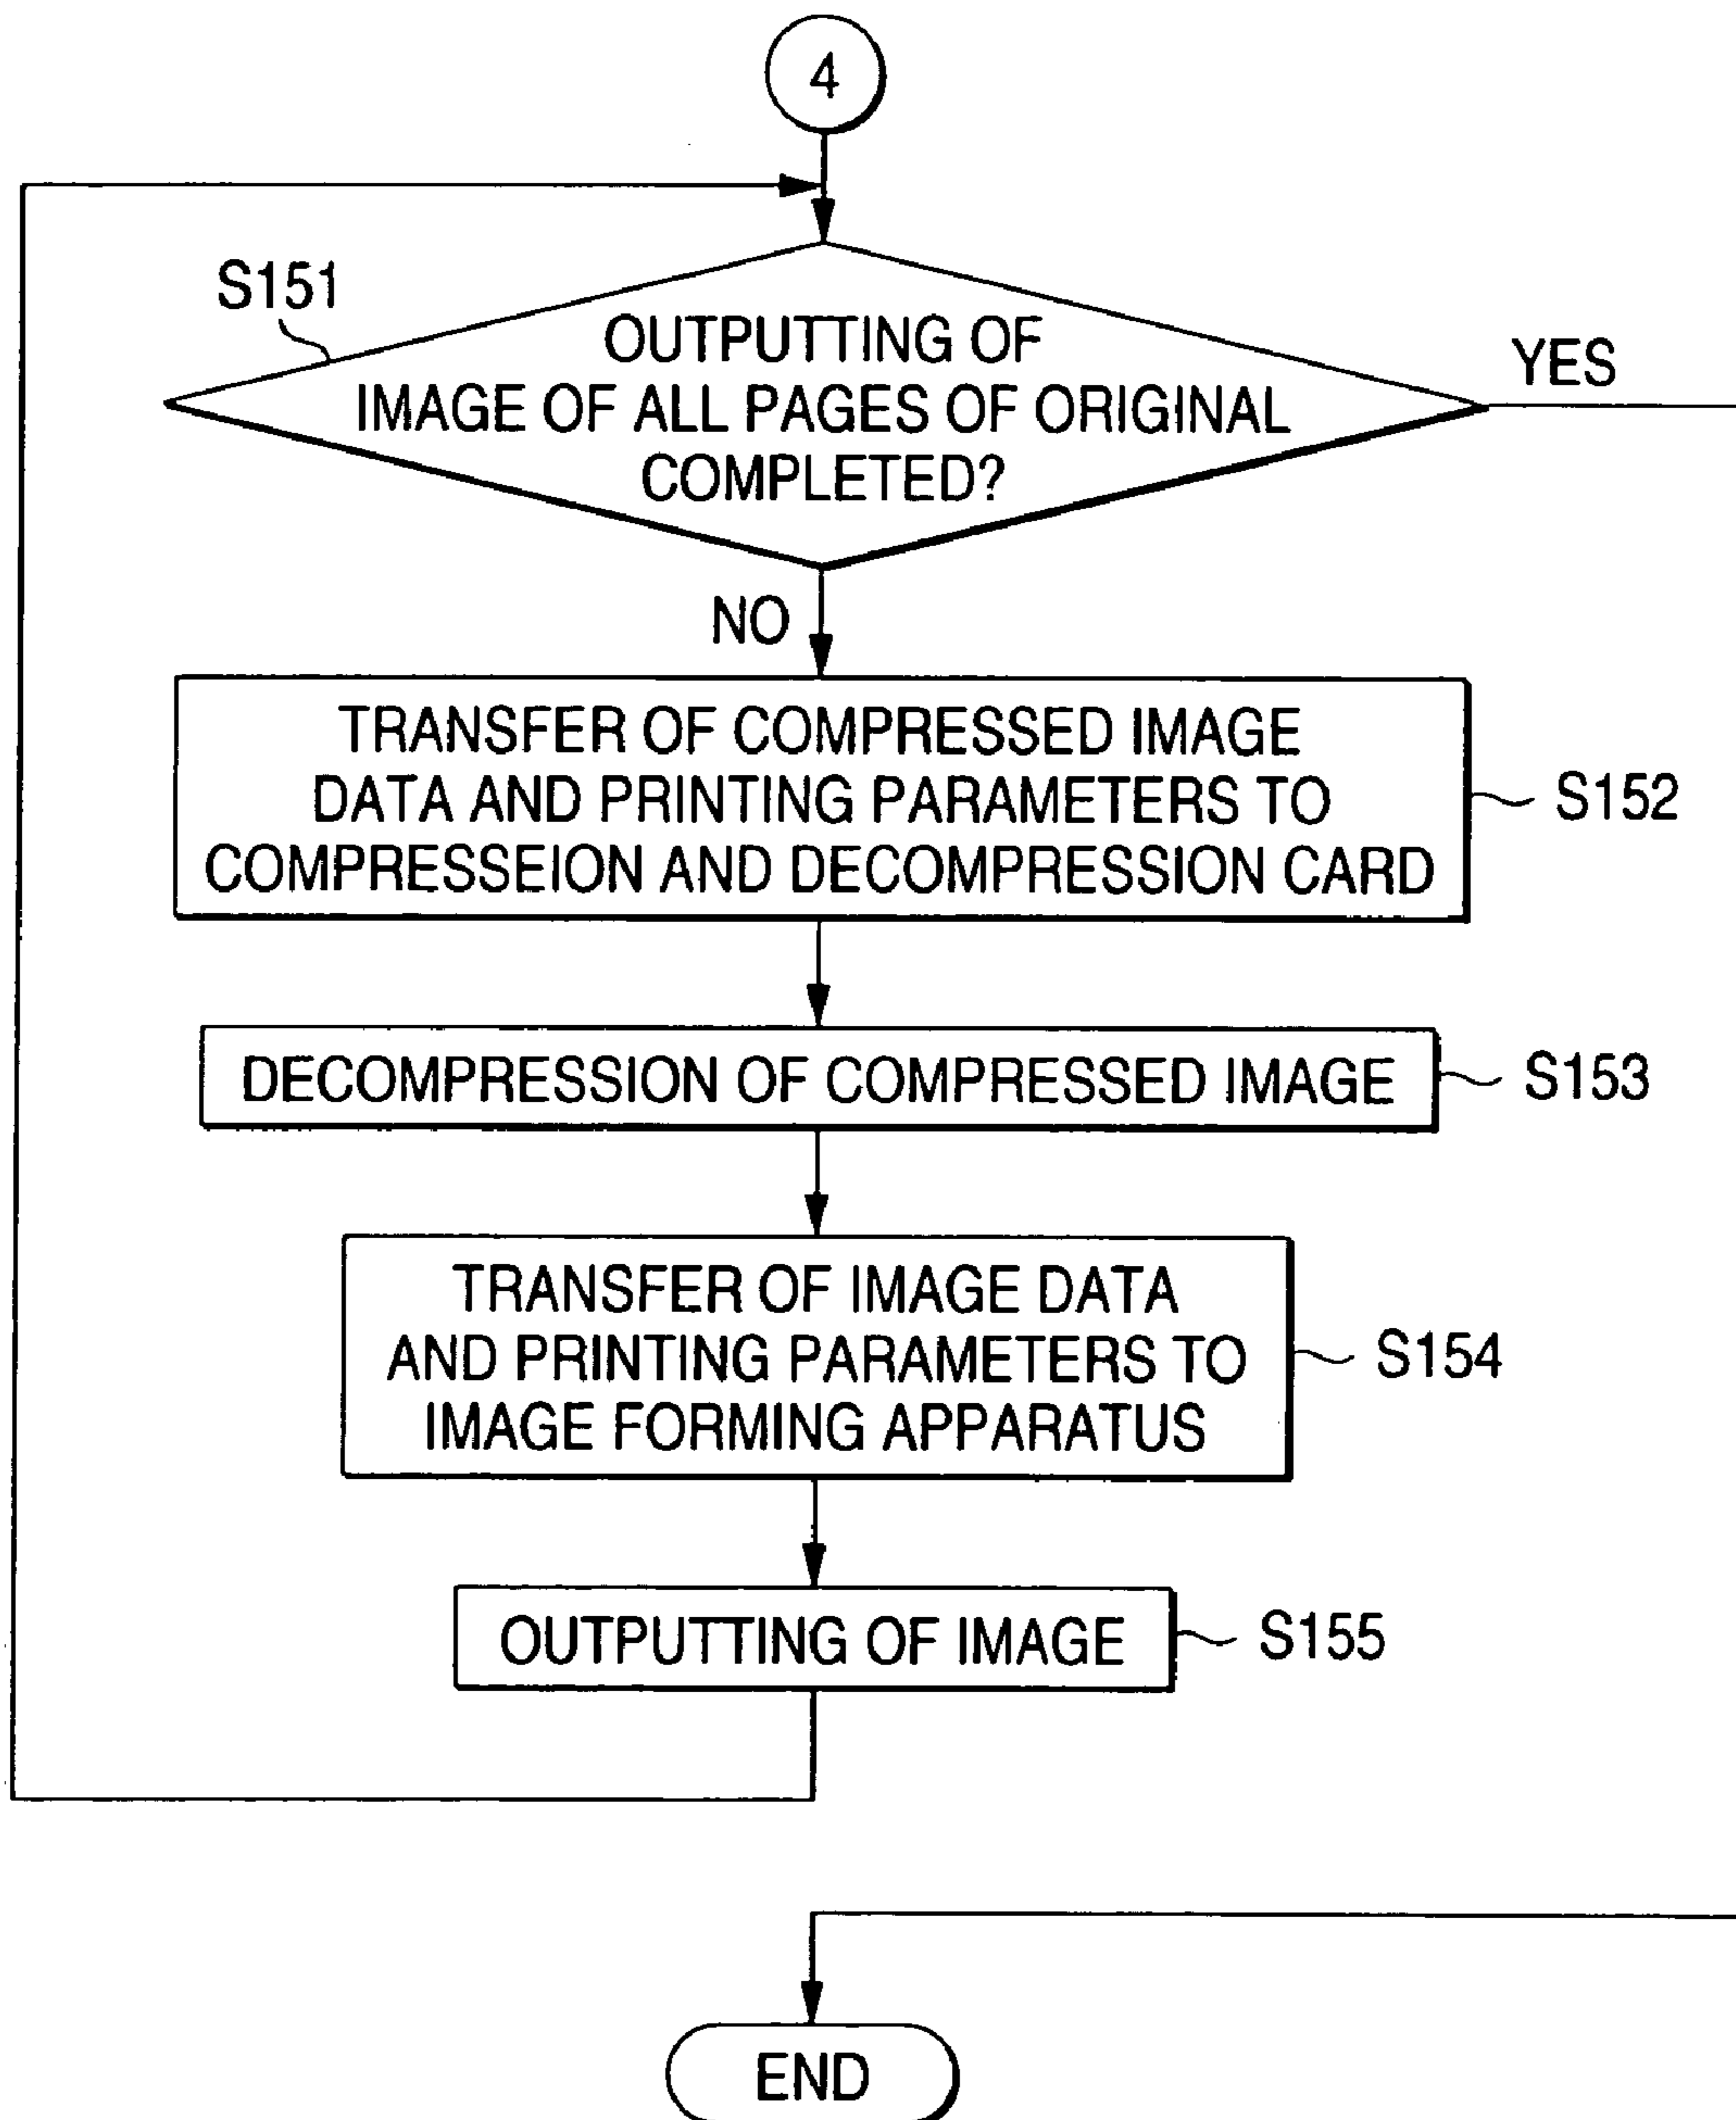 4
S151
OUTPUTTING OF
IMAGE OF ALL PAGES OF ORIGINAL
COMPLETED?
YES
NO
TRANSFER OF COMPRESSED IMAGE
DATA AND PRINTING PARAMETERS TO
COMPRESSEION AND DECOMPRESSION CARD
S152
DECOMPRESSION OF COMPRESSED IMAGE
S153
TRANSFER OF IMAGE DATA
AND PRINTING PARAMETERS TO
IMAGE FORMING APPARATUS
S154
OUTPUTTING OF IMAGE
S155
END